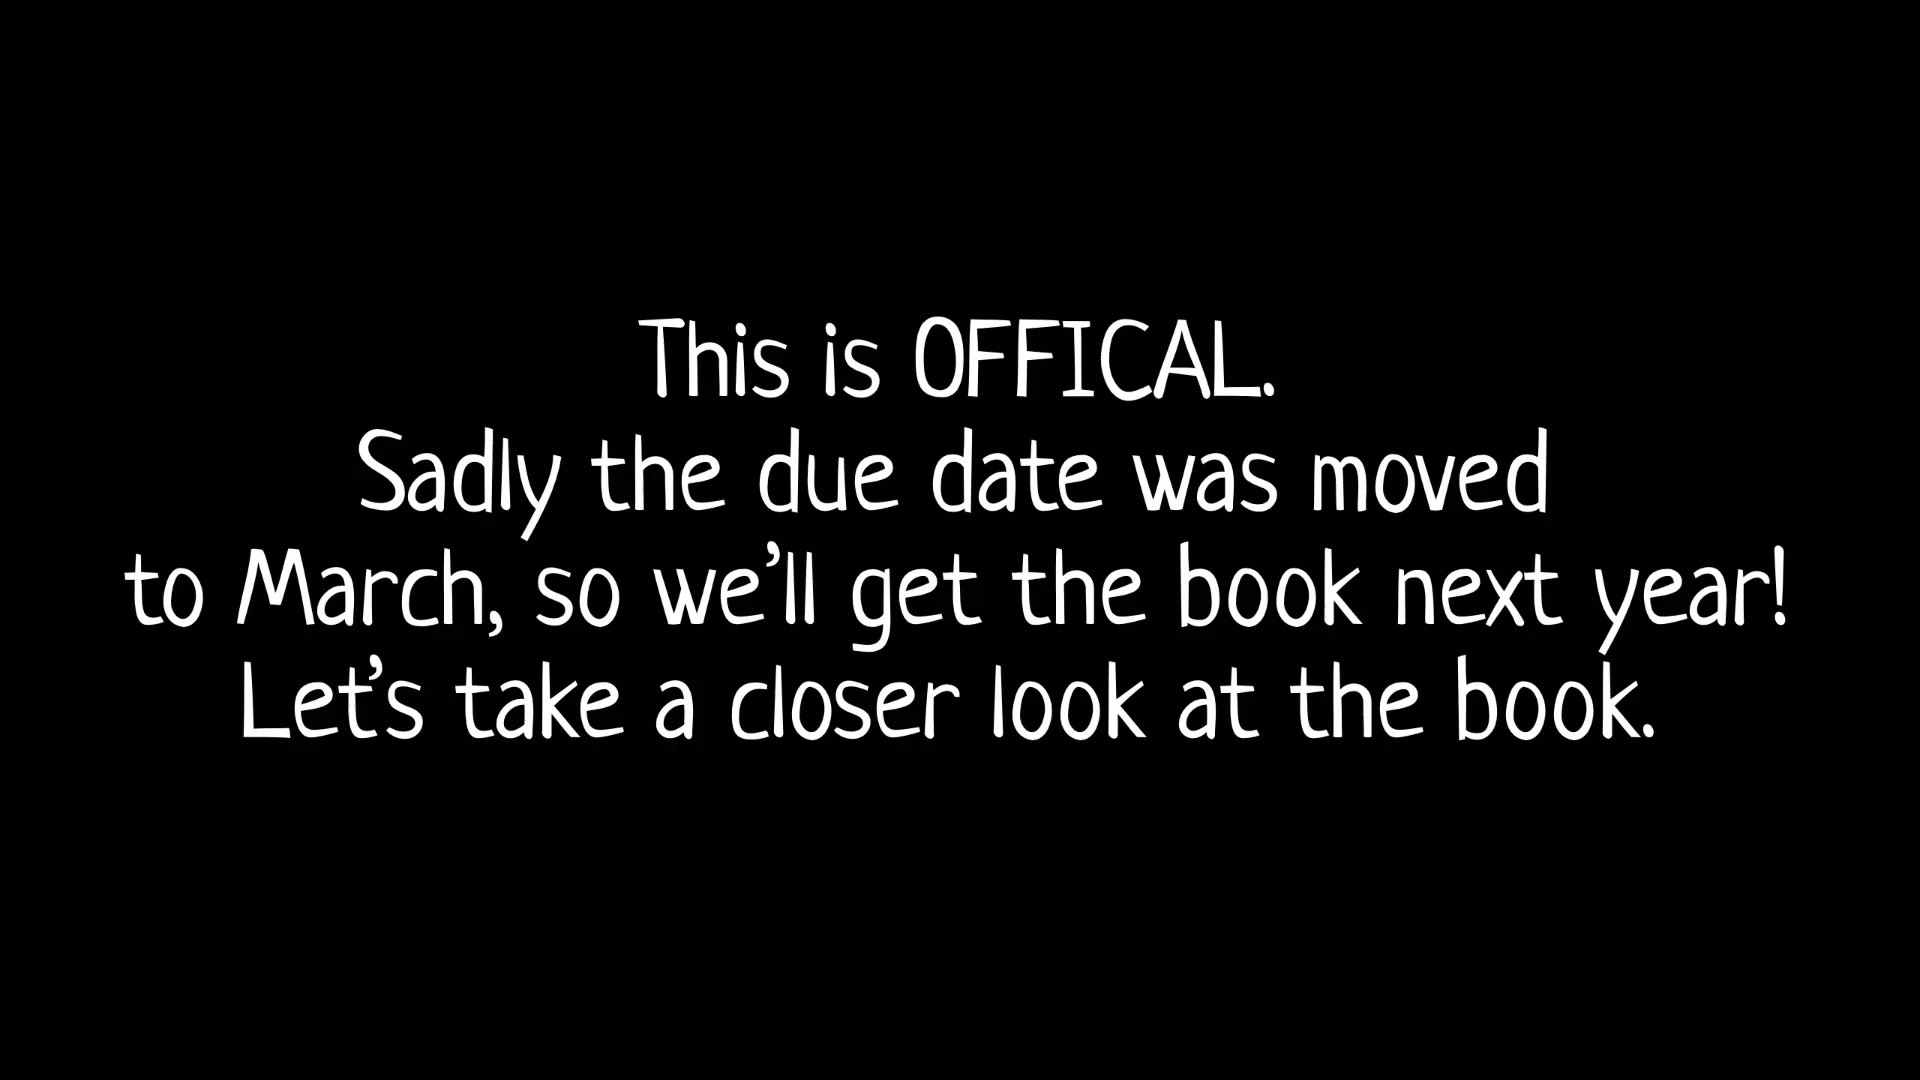 This is OFFICAL.
Sadly the due date was moved
to March, so we'll get the book next year!
Let's take a closer look at the book.